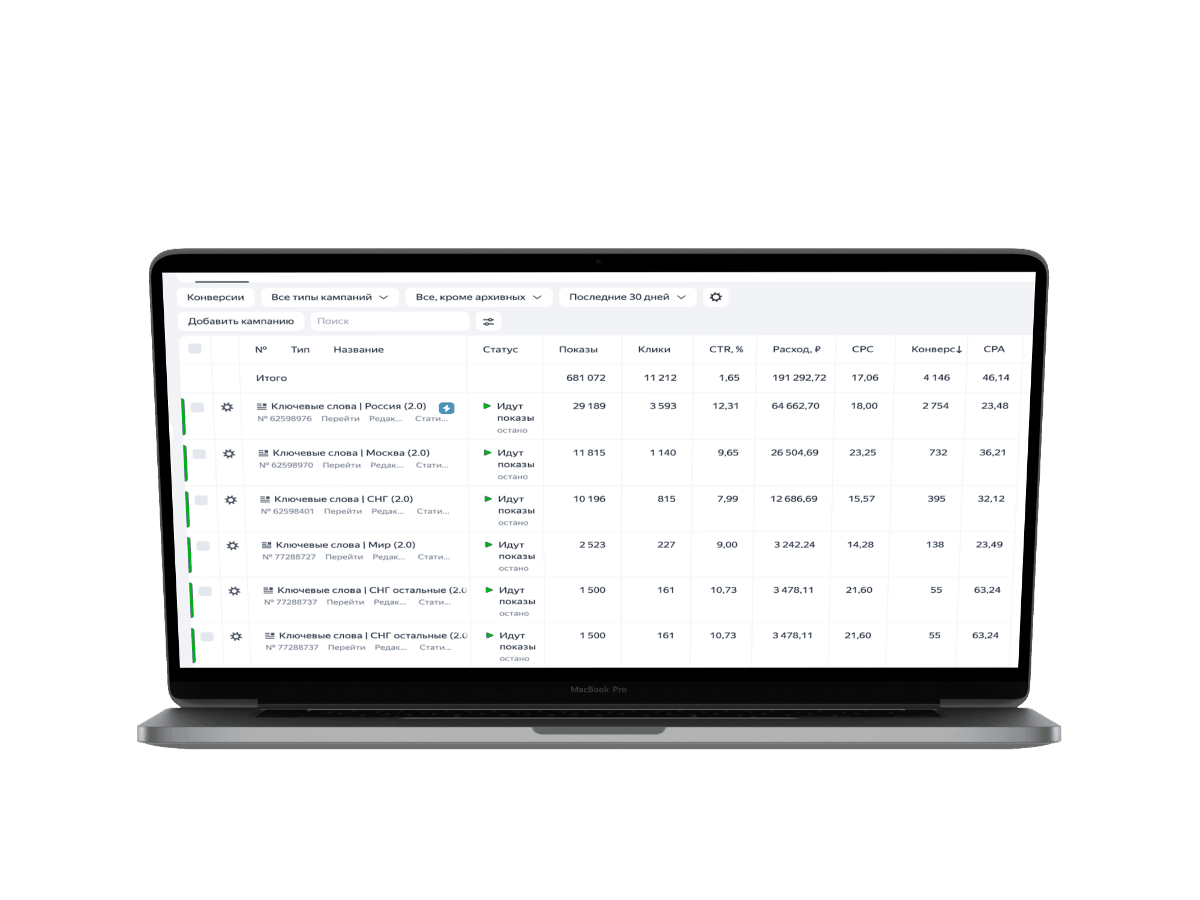 Конверсии Все типы кампаний Все, кроме архивных Последние 30 дней
Добавить кампанию Поиск
№ Тип Название Статус Показы Клики CTR, % Расход, ₽ CPC Конверс↓ CPA
Итого 681 072 11 212 1,65 191 292,72 17,06 4 146 46,14
Ключевые слова | Россия (2.0) Идут 29 189 3 593 12,31 64 662,70 18,00 2 754 23,48
№ 62598976 Перейти Редак... Стати... показы
остано
Ключевые слова | Москва (2.0) Идут 11 815 1 140 9,65 26 504,69 23,25 732 36,21
№ 62598970 Перейти Редак... Стати... показы
остано
Ключевые слова | СНГ (2.0) Идут 10 196 815 7,99 12 686,69 15,57 395 32,12
№ 62598401 Перейти Редак... Стати... показы
остано
Ключевые слова | Мир (2.0) Идут 2 523 227 9,00 3 242,24 14,28 138 23,49
№ 77288727 Перейти Редак... Стати... показы
остано
Ключевые слова | СНГ остальные (2.0 Идут 1 500 161 10,73 3 478,11 21,60 55 63,24
№ 77288737 Перейти Редак... Стати... показы
остано
Ключевые слова | СНГ остальные (2.0 Идут 1 500 161 10,73 3 478,11 21,60 55 63,24
№ 77288737 Перейти Редак... Стати... показы
остано
MacBook Pro